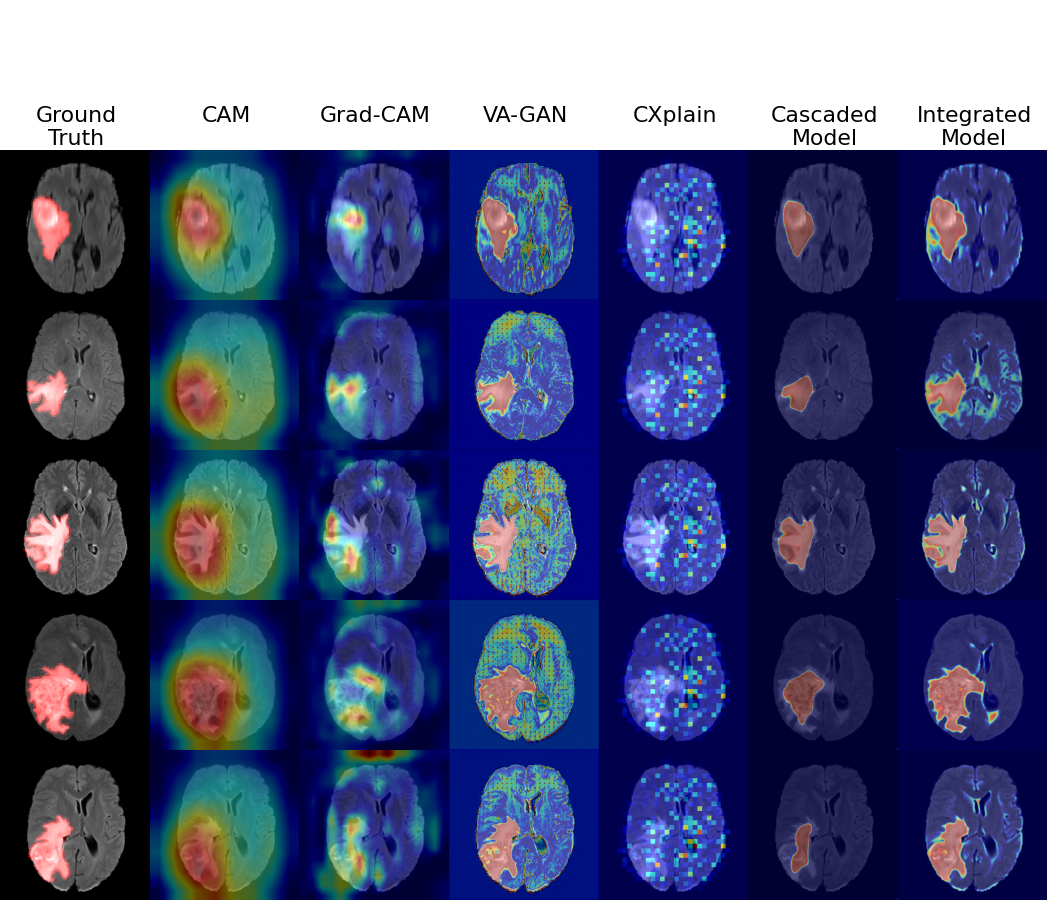 Ground
Truth
CAM
Grad-CAM
VA-GAN
CXplain
Cascaded
Model
Integrated
Model